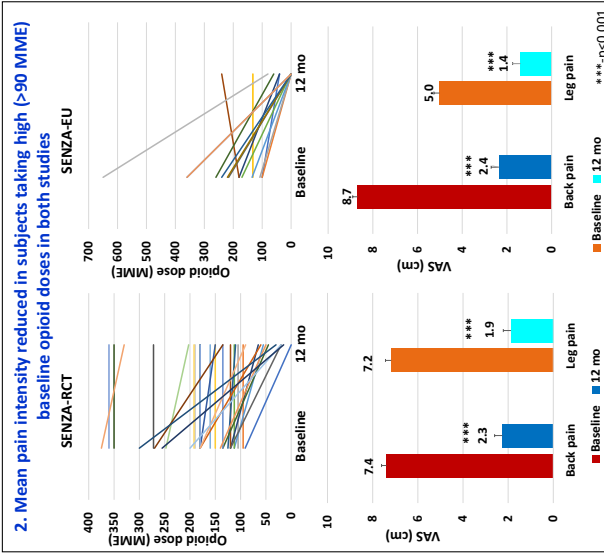 2. Mean pain intensity reduced in subjects taking high (>90 MME)
baseline opioid doses in both studies
SENZA-RCT
Opioid dose (MME)
400
350
300
250
200
150
100
50
0
Baseline
12 mo
SENZA-EU
Opioid dose (MME)
700
600
500
400
300
200
100
0
Baseline
12 mo
VAS (cm)
10
8
6
4
2
0
7.4
***
2.3
7.2
***
1.9
Back pain
Leg pain
VAS (cm)
10
8
6
4
2
0
8.7
***
2.4
5.0
***
1.4
Back pain
Leg pain
Baseline
12 mo
Baseline
12 mo
***-p<0.001